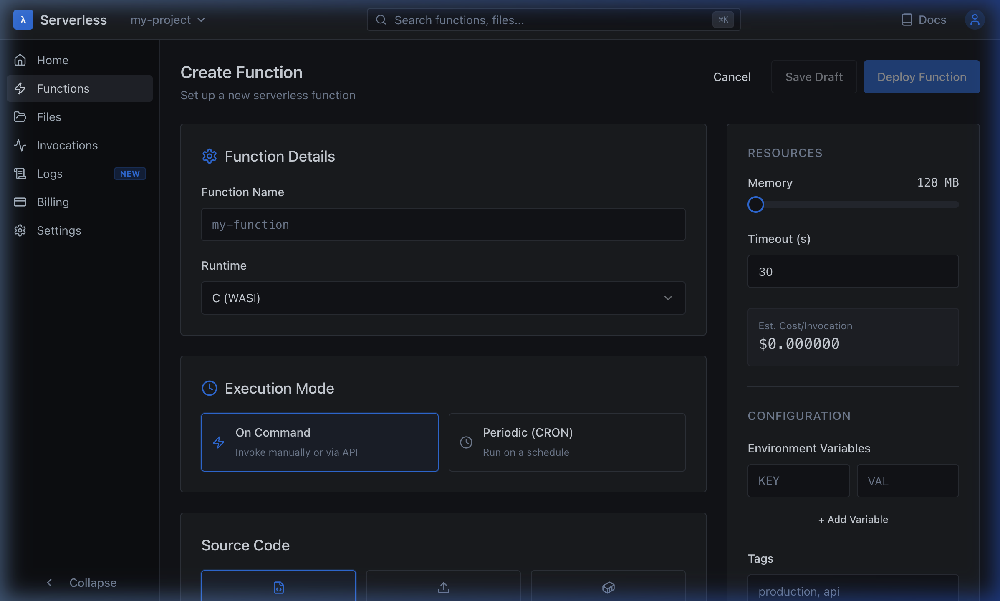 λ Serverless my-project Search functions, files... ⌘K Docs
Home
Functions
Files
Invocations
Logs NEW
Billing
Settings
Collapse
Create Function
Set up a new serverless function
Cancel Save Draft Deploy Function
Function Details
Function Name
my-function
Runtime
C (WASI)
Execution Mode
On Command
Invoke manually or via API
Periodic (CRON)
Run on a schedule
Source Code
RESOURCES
Memory 128 MB
Timeout (s)
30
Est. Cost/Invocation
$0.000000
CONFIGURATION
Environment Variables
KEY VAL
+ Add Variable
Tags
production, api